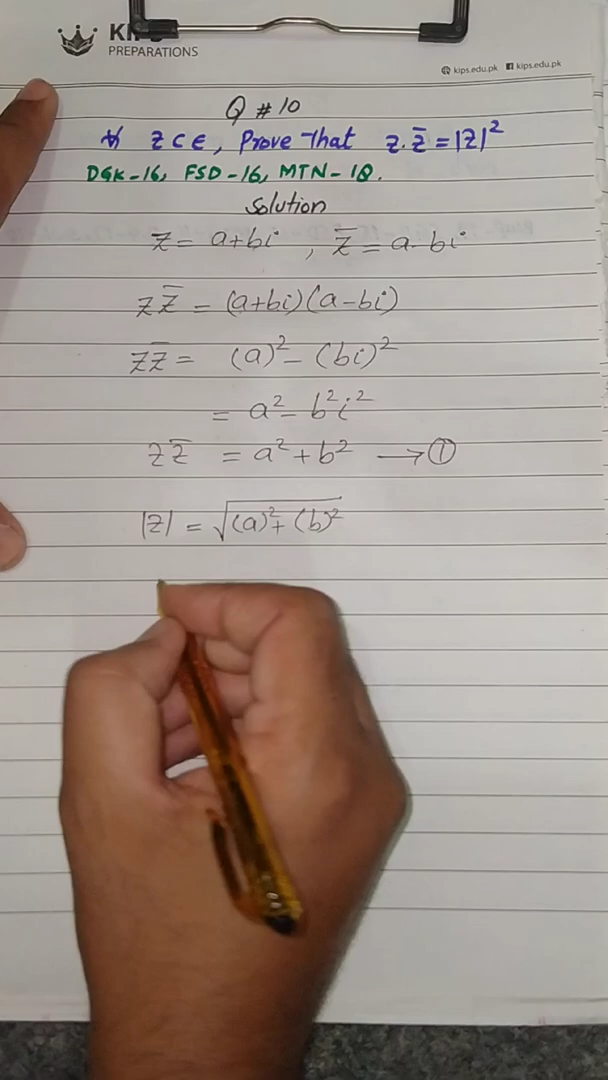 PREPARATIONS
kips.edu.pk kips.edu.pk
Q # 10
∀ z ∈ ℂ, Prove That z.z̅ = |z|²
DGK-16, FSD-16, MTN-18.
Solution
z = a+bi , z̅ = a-bi
zz̅ = (a+bi)(a-bi)
zz̅ = (a)² - (bi)²
= a² - b²i²
zz̅ = a² + b² → ①
|z| = √(a)² + (b)²